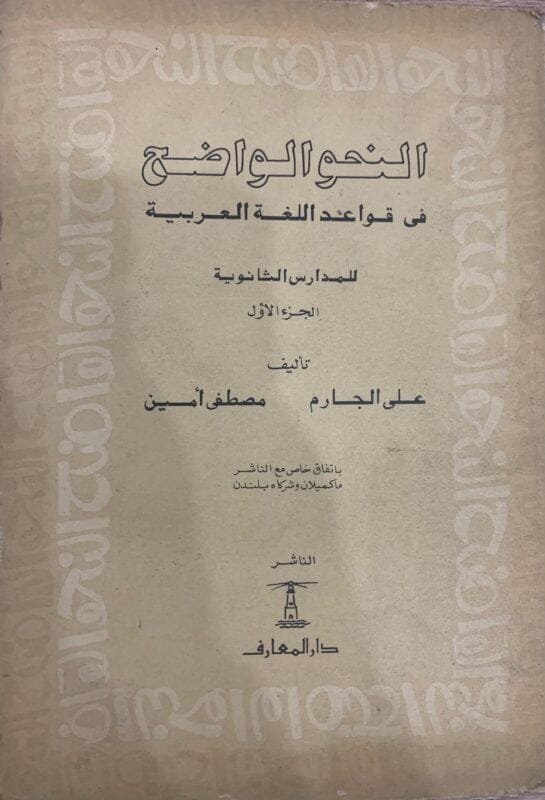 النحو الواضح
فى قواعد اللغة العربية
للمدارس الثانوية
الجزء الأول
تأليف
على الجارم مصطفى أمين
باتفاق خاص مع الناشر
ماكميلان وشركاه بلندن
الناشر
دار المعارف